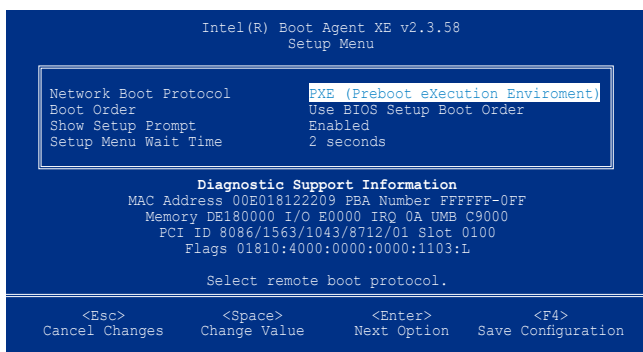 Intel(R) Boot Agent XE v2.3.58
Setup Menu
Network Boot Protocol PXE (Preboot eXecution Enviroment)
Boot Order Use BIOS Setup Boot Order
Show Setup Prompt Enabled
Setup Menu Wait Time 2 seconds
Diagnostic Support Information
MAC Address 00E018122209 PBA Number FFFFFF-0FF
Memory DE180000 I/O E0000 IRQ 0A UMB C9000
PCI ID 8086/1563/1043/8712/01 Slot 0100
Flags 01810:4000:0000:0000:1103:L
Select remote boot protocol.
<Esc> <Space> <Enter> <F4>
Cancel Changes Change Value Next Option Save Configuration